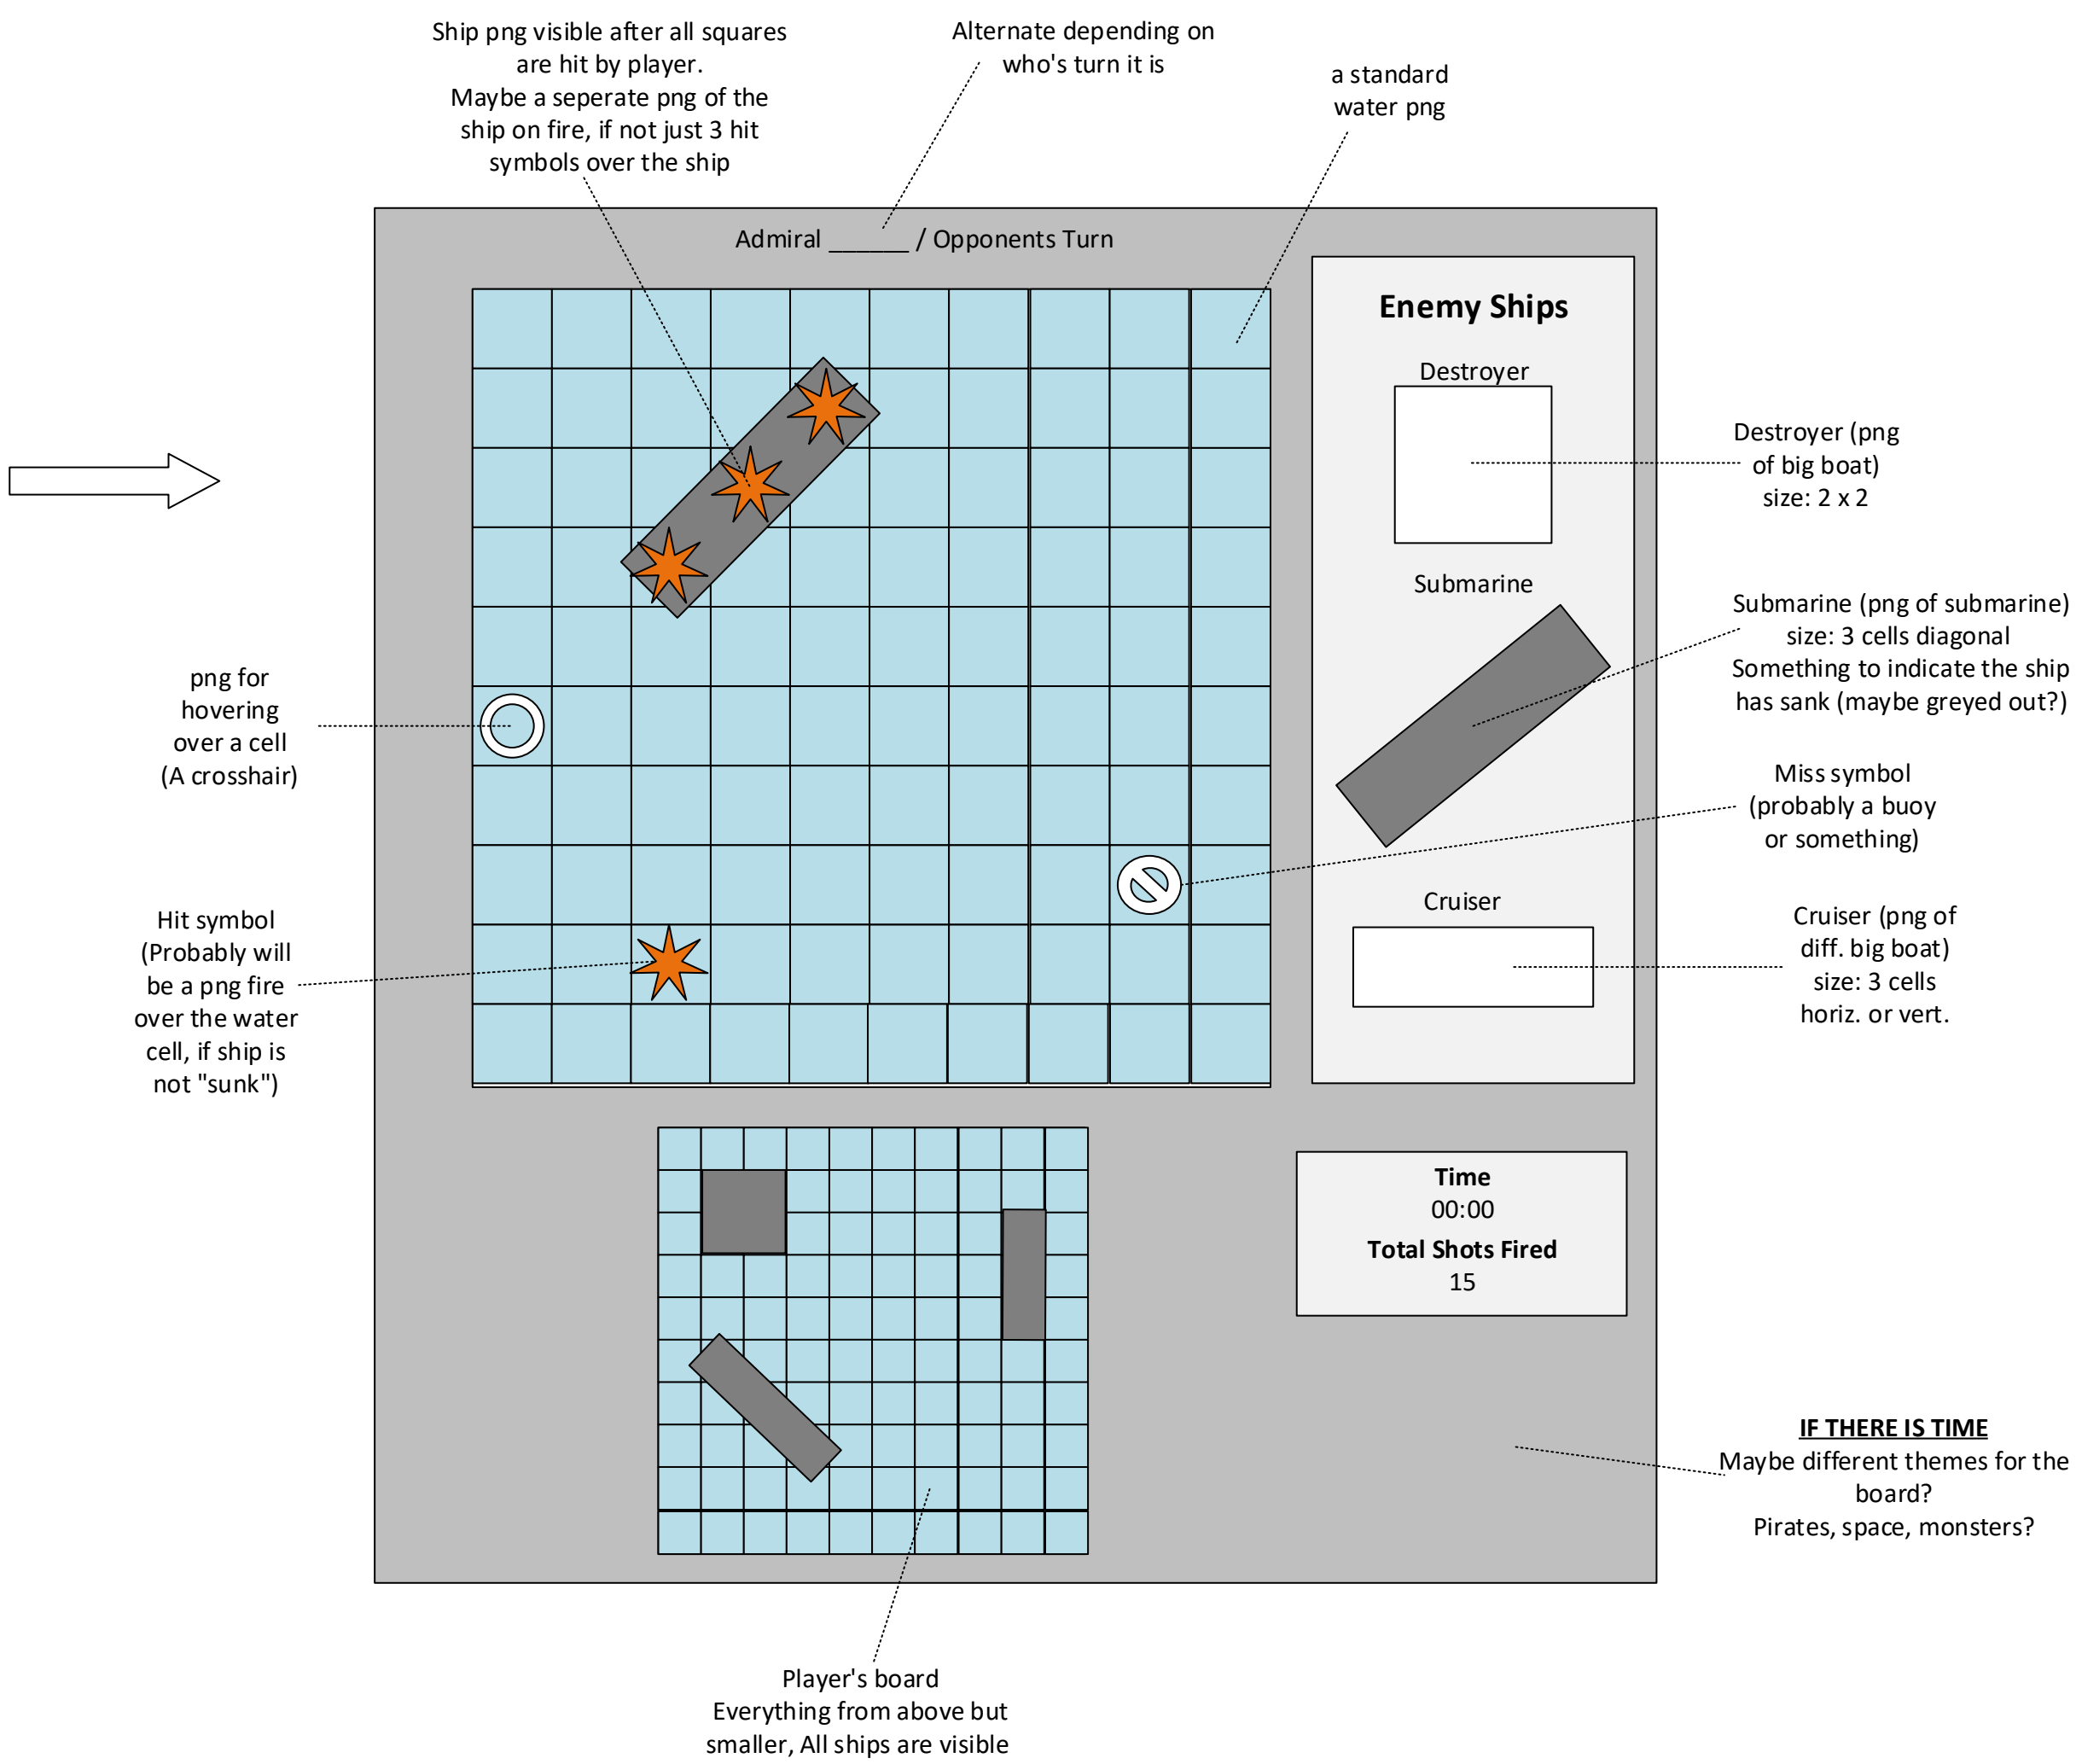 Ship png visible after all squares
are hit by player.
Maybe a seperate png of the
ship on fire, if not just 3 hit
symbols over the ship
Alternate depending on
who's turn it is
a standard
water png
Admiral ______ / Opponents Turn
Enemy Ships
Destroyer
Submarine
Cruiser
Destroyer (png
of big boat)
size: 2 x 2
Submarine (png of submarine)
size: 3 cells diagonal
Something to indicate the ship
has sank (maybe greyed out?)
Miss symbol
(probably a buoy
or something)
Cruiser (png of
diff. big boat)
size: 3 cells
horiz. or vert.
png for
hovering
over a cell
(A crosshair)
Hit symbol
(Probably will
be a png fire
over the water
cell, if ship is
not "sunk")
Time
00:00
Total Shots Fired
15
IF THERE IS TIME
Maybe different themes for the
board?
Pirates, space, monsters?
Player's board
Everything from above but
smaller, All ships are visible